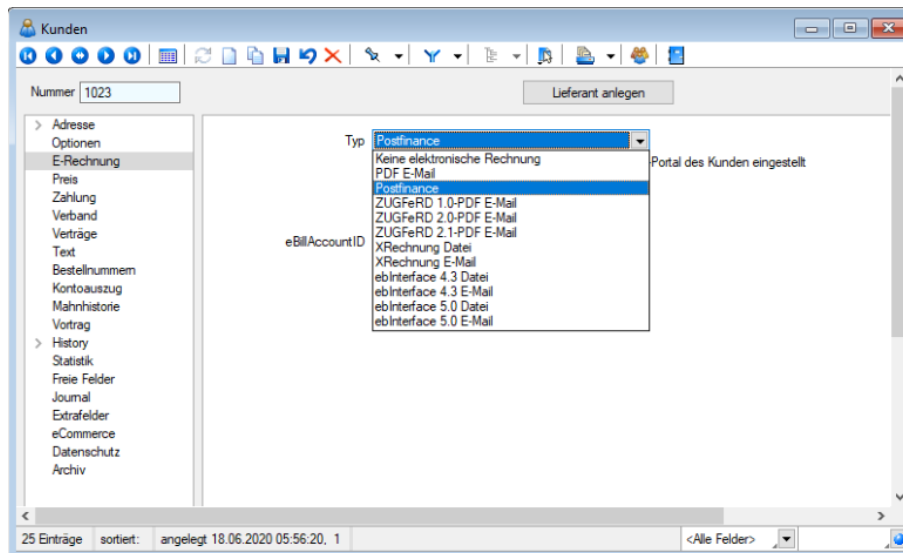 Kunden
Nummer 1023
Lieferant anlegen
Adresse
Optionen
E-Rechnung
Preis
Zahlung
Verband
Verträge
Text
Bestellnummern
Kontoauszug
Mahnhistorie
Vortrag
History
Statistik
Freie Felder
Journal
Extrafelder
eCommerce
Datenschutz
Archiv
Typ Postfinance
Keine elektronische Rechnung
PDF E-Mail
-Portal des Kunden eingestellt
Postfinance
ZUGFeRD 1.0-PDF E-Mail
ZUGFeRD 2.0-PDF E-Mail
ZUGFeRD 2.1-PDF E-Mail
eBillAccountID
XRechnung Datei
XRechnung E-Mail
ebInterface 4.3 Datei
ebInterface 4.3 E-Mail
ebInterface 5.0 Datei
ebInterface 5.0 E-Mail
25 Einträge sortiert: angelegt 18.06.2020 05:56:20, 1 <Alle Felder>